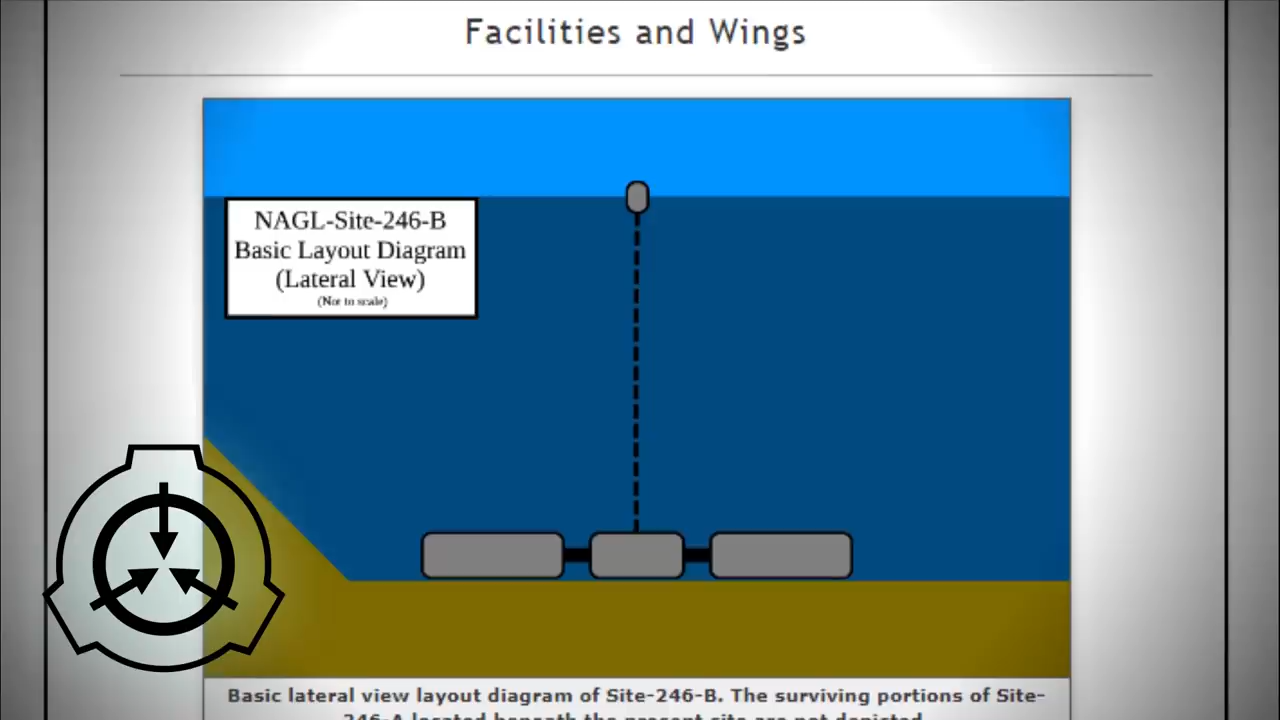 Facilities and Wings
NAGL-Site-246-B
Basic Layout Diagram
(Lateral View)
(Not to scale)
Basic lateral view layout diagram of Site-246-B. The surviving portions of Site-
246-A located beneath the present site are not depicted